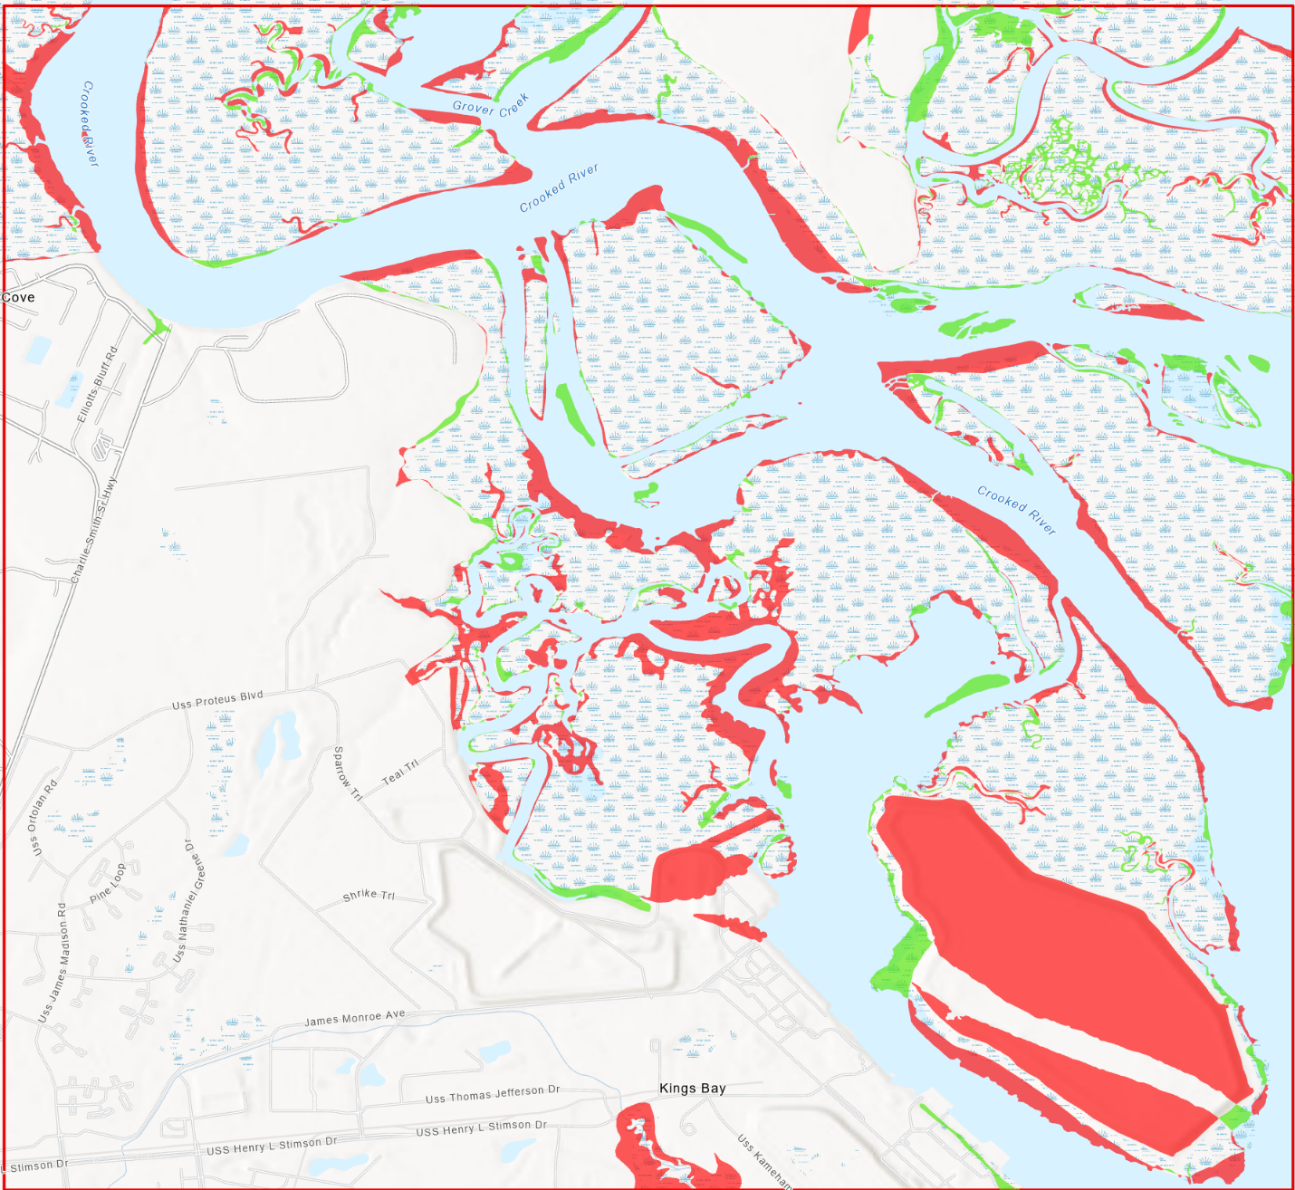 Crooked River
Grover Creek
Crooked River
Cove
Elliotts Bluff Rd
Charlie Smith Sr Hwy
Crooked River
Uss Proteus Blvd
Sparrow Trl
Teal Trl
Uss Ortolan Rd
Pine Loop
Uss Nathaniel Greene Dr
Shrike Trl
Uss James Madison Rd
James Monroe Ave
Kings Bay
Uss Thomas Jefferson Dr
USS Henry L Stimson Dr
USS Henry L Stimson Dr
L Stimson Dr
Uss Kameham